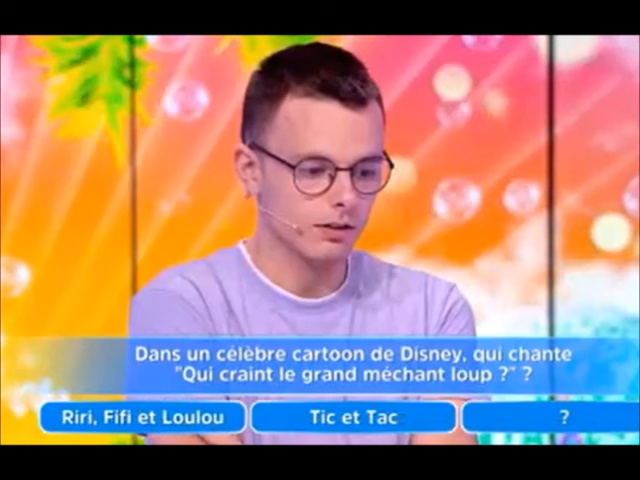 Dans un célèbre cartoon de Disney, qui chante
"Qui craint le grand méchant loup ?" ?
Riri, Fifi et Loulou
Tic et Tac
?